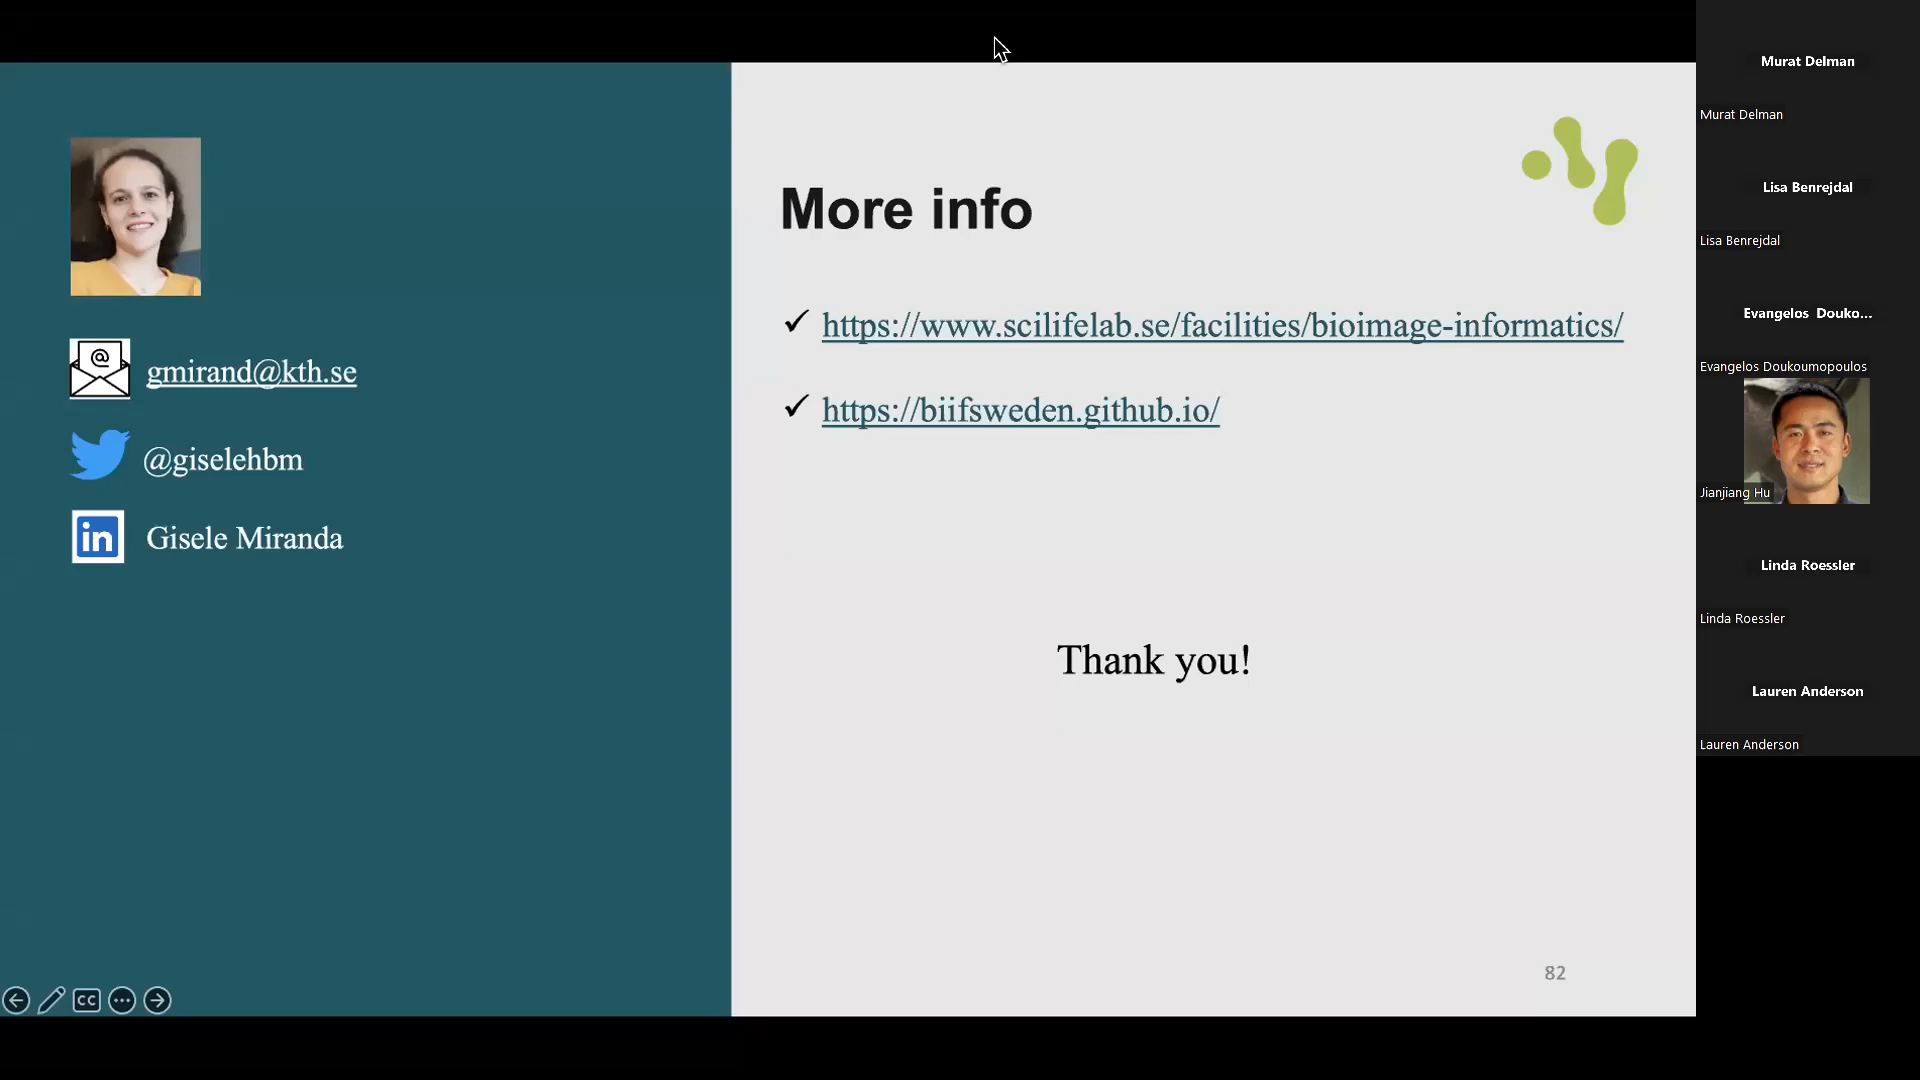 gmirand@kth.se
@giselehbm
in
Gisele Miranda
More info
✓ https://www.scilifelab.se/facilities/bioimage-informatics/
✓ https://biifsweden.github.io/
Thank you!
82
CC
Murat Delman
Murat Delman
Lisa Benrejdal
Lisa Benrejdal
Evangelos Douko...
Evangelos Doukoumopoulos
Jianjiang Hu
Linda Roessler
Linda Roessler
Lauren Anderson
Lauren Anderson